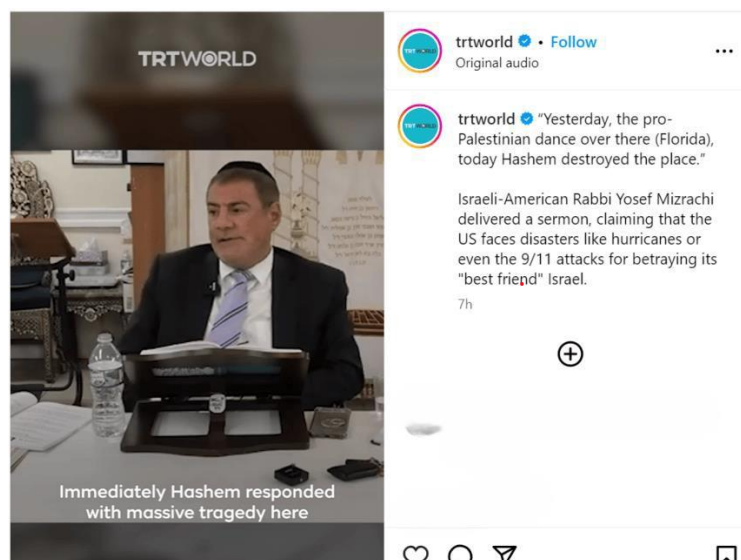 TRTWORLD
trtworld • Follow
Original audio
trtworld “Yesterday, the pro-
Palestinian dance over there (Florida),
today Hashem destroyed the place.”
Israeli-American Rabbi Yosef Mizrachi
delivered a sermon, claiming that the
US faces disasters like hurricanes or
even the 9/11 attacks for betraying its
"best friend" Israel.
7h
Immediately Hashem responded
with massive tragedy here